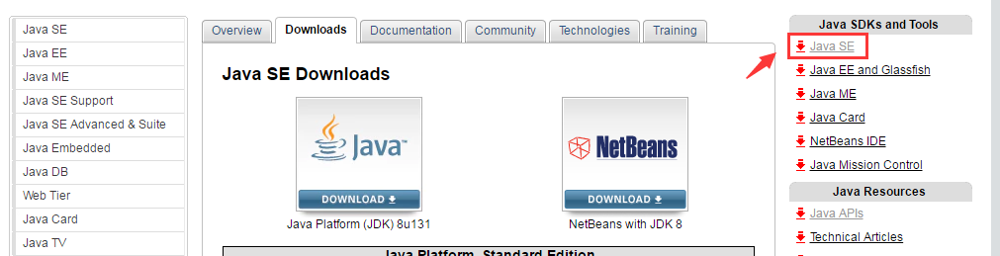 Java SE
Java EE
Java ME
Java SE Support
Java SE Advanced & Suite
Java Embedded
Java DB
Web Tier
Java Card
Java TV
Overview
Downloads
Documentation
Community
Technologies
Training
Java SE Downloads
Java™
DOWNLOAD
Java Platform (JDK) 8u131
NetBeans
DOWNLOAD
NetBeans with JDK 8
Java Platform, Standard Edition
Java SDKs and Tools
Java SE
Java EE and Glassfish
Java ME
Java Card
NetBeans IDE
Java Mission Control
Java Resources
Java APIs
Technical Articles